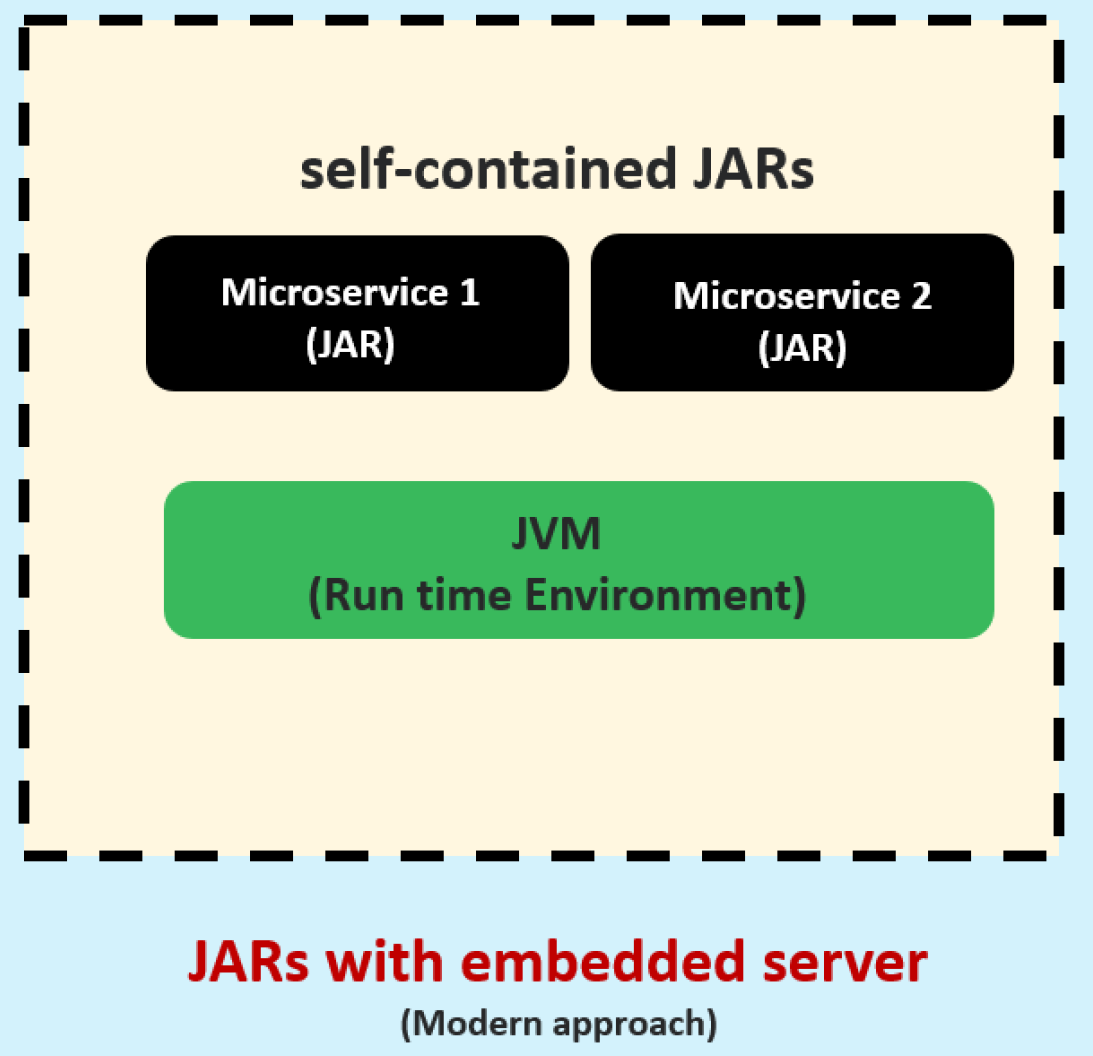 self-contained JARs
Microservice 1
(JAR)
Microservice 2
(JAR)
JVM
(Run time Environment)
JARs with embedded server
(Modern approach)